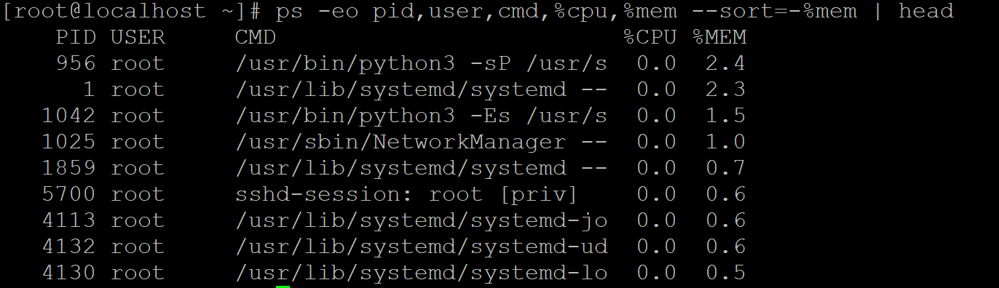 [root@localhost ~]# ps -eo pid,user,cmd,%cpu,%mem --sort=-%mem | head
    PID USER     CMD                         %CPU %MEM
    956 root     /usr/bin/python3 -sP /usr/s  0.0  2.4
      1 root     /usr/lib/systemd/systemd --  0.0  2.3
   1042 root     /usr/bin/python3 -Es /usr/s  0.0  1.5
   1025 root     /usr/sbin/NetworkManager --  0.0  1.0
   1859 root     /usr/lib/systemd/systemd --  0.0  0.7
   5700 root     sshd-session: root [priv]    0.0  0.6
   4113 root     /usr/lib/systemd/systemd-jo  0.0  0.6
   4132 root     /usr/lib/systemd/systemd-ud  0.0  0.6
   4130 root     /usr/lib/systemd/systemd-lo  0.0  0.5